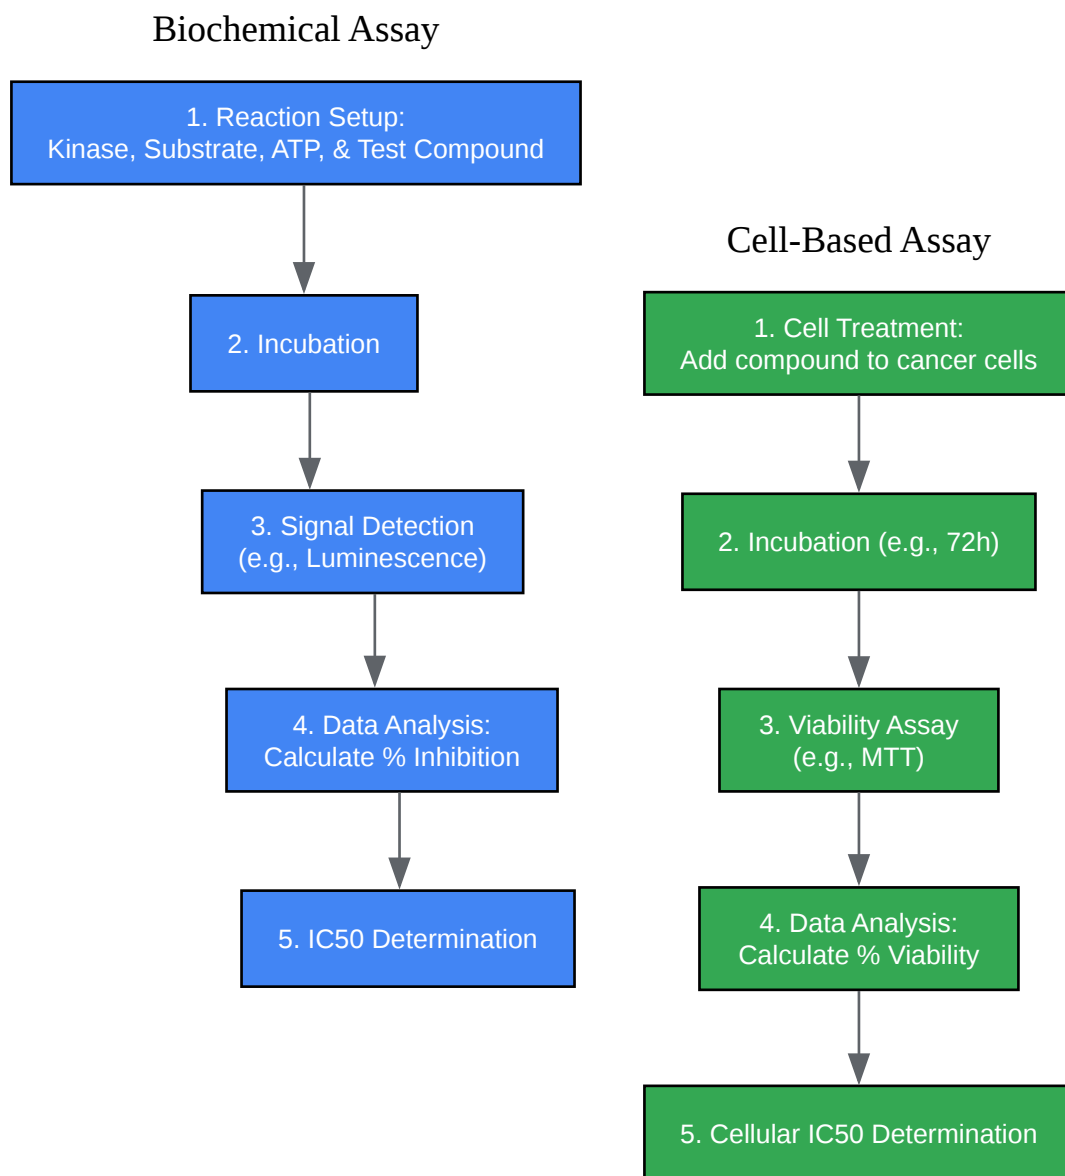 Biochemical Assay
1. Reaction Setup:
Kinase, Substrate, ATP, & Test Compound
2. Incubation
3. Signal Detection
(e.g., Luminescence)
4. Data Analysis:
Calculate % Inhibition
5. IC50 Determination
Cell-Based Assay
1. Cell Treatment:
Add compound to cancer cells
2. Incubation (e.g., 72h)
3. Viability Assay
(e.g., MTT)
4. Data Analysis:
Calculate % Viability
5. Cellular IC50 Determination